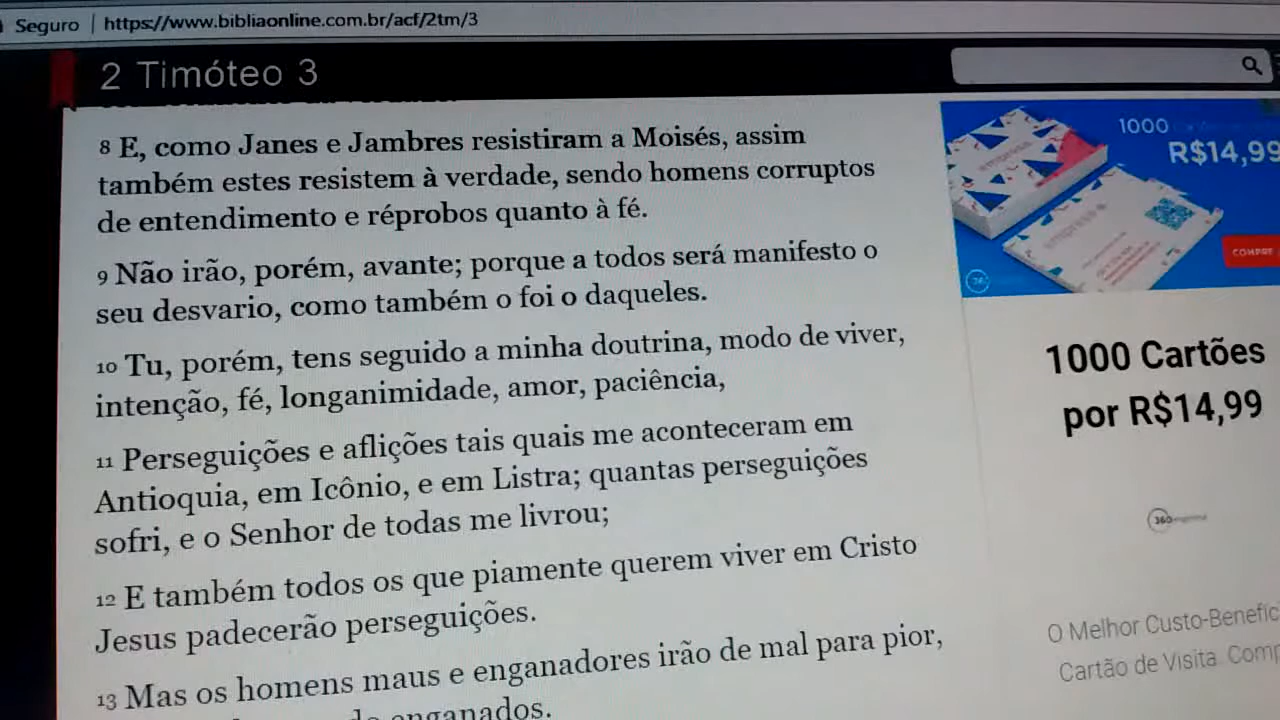 Seguro | https://www.bibliaonline.com.br/acf/2tm/3
2 Timóteo 3
8 E, como Janes e Jambres resistiram a Moisés, assim
também estes resistem à verdade, sendo homens corruptos
de entendimento e réprobos quanto à fé.
9 Não irão, porém, avante; porque a todos será manifesto o
seu desvario, como também o foi o daqueles.
10 Tu, porém, tens seguido a minha doutrina, modo de viver,
intenção, fé, longanimidade, amor, paciência,
11 Perseguições e aflições tais quais me aconteceram em
Antioquia, em Icônio, e em Listra; quantas perseguições
sofri, e o Senhor de todas me livrou;
12 E também todos os que piamente querem viver em Cristo
Jesus padecerão perseguições.
13 Mas os homens maus e enganadores irão de mal para pior,
enganados.
1000
R$14,99
COMPRE
1000 Cartões
por R$14,99
360
O Melhor Custo-Benefíc
Cartão de Visita. Comp